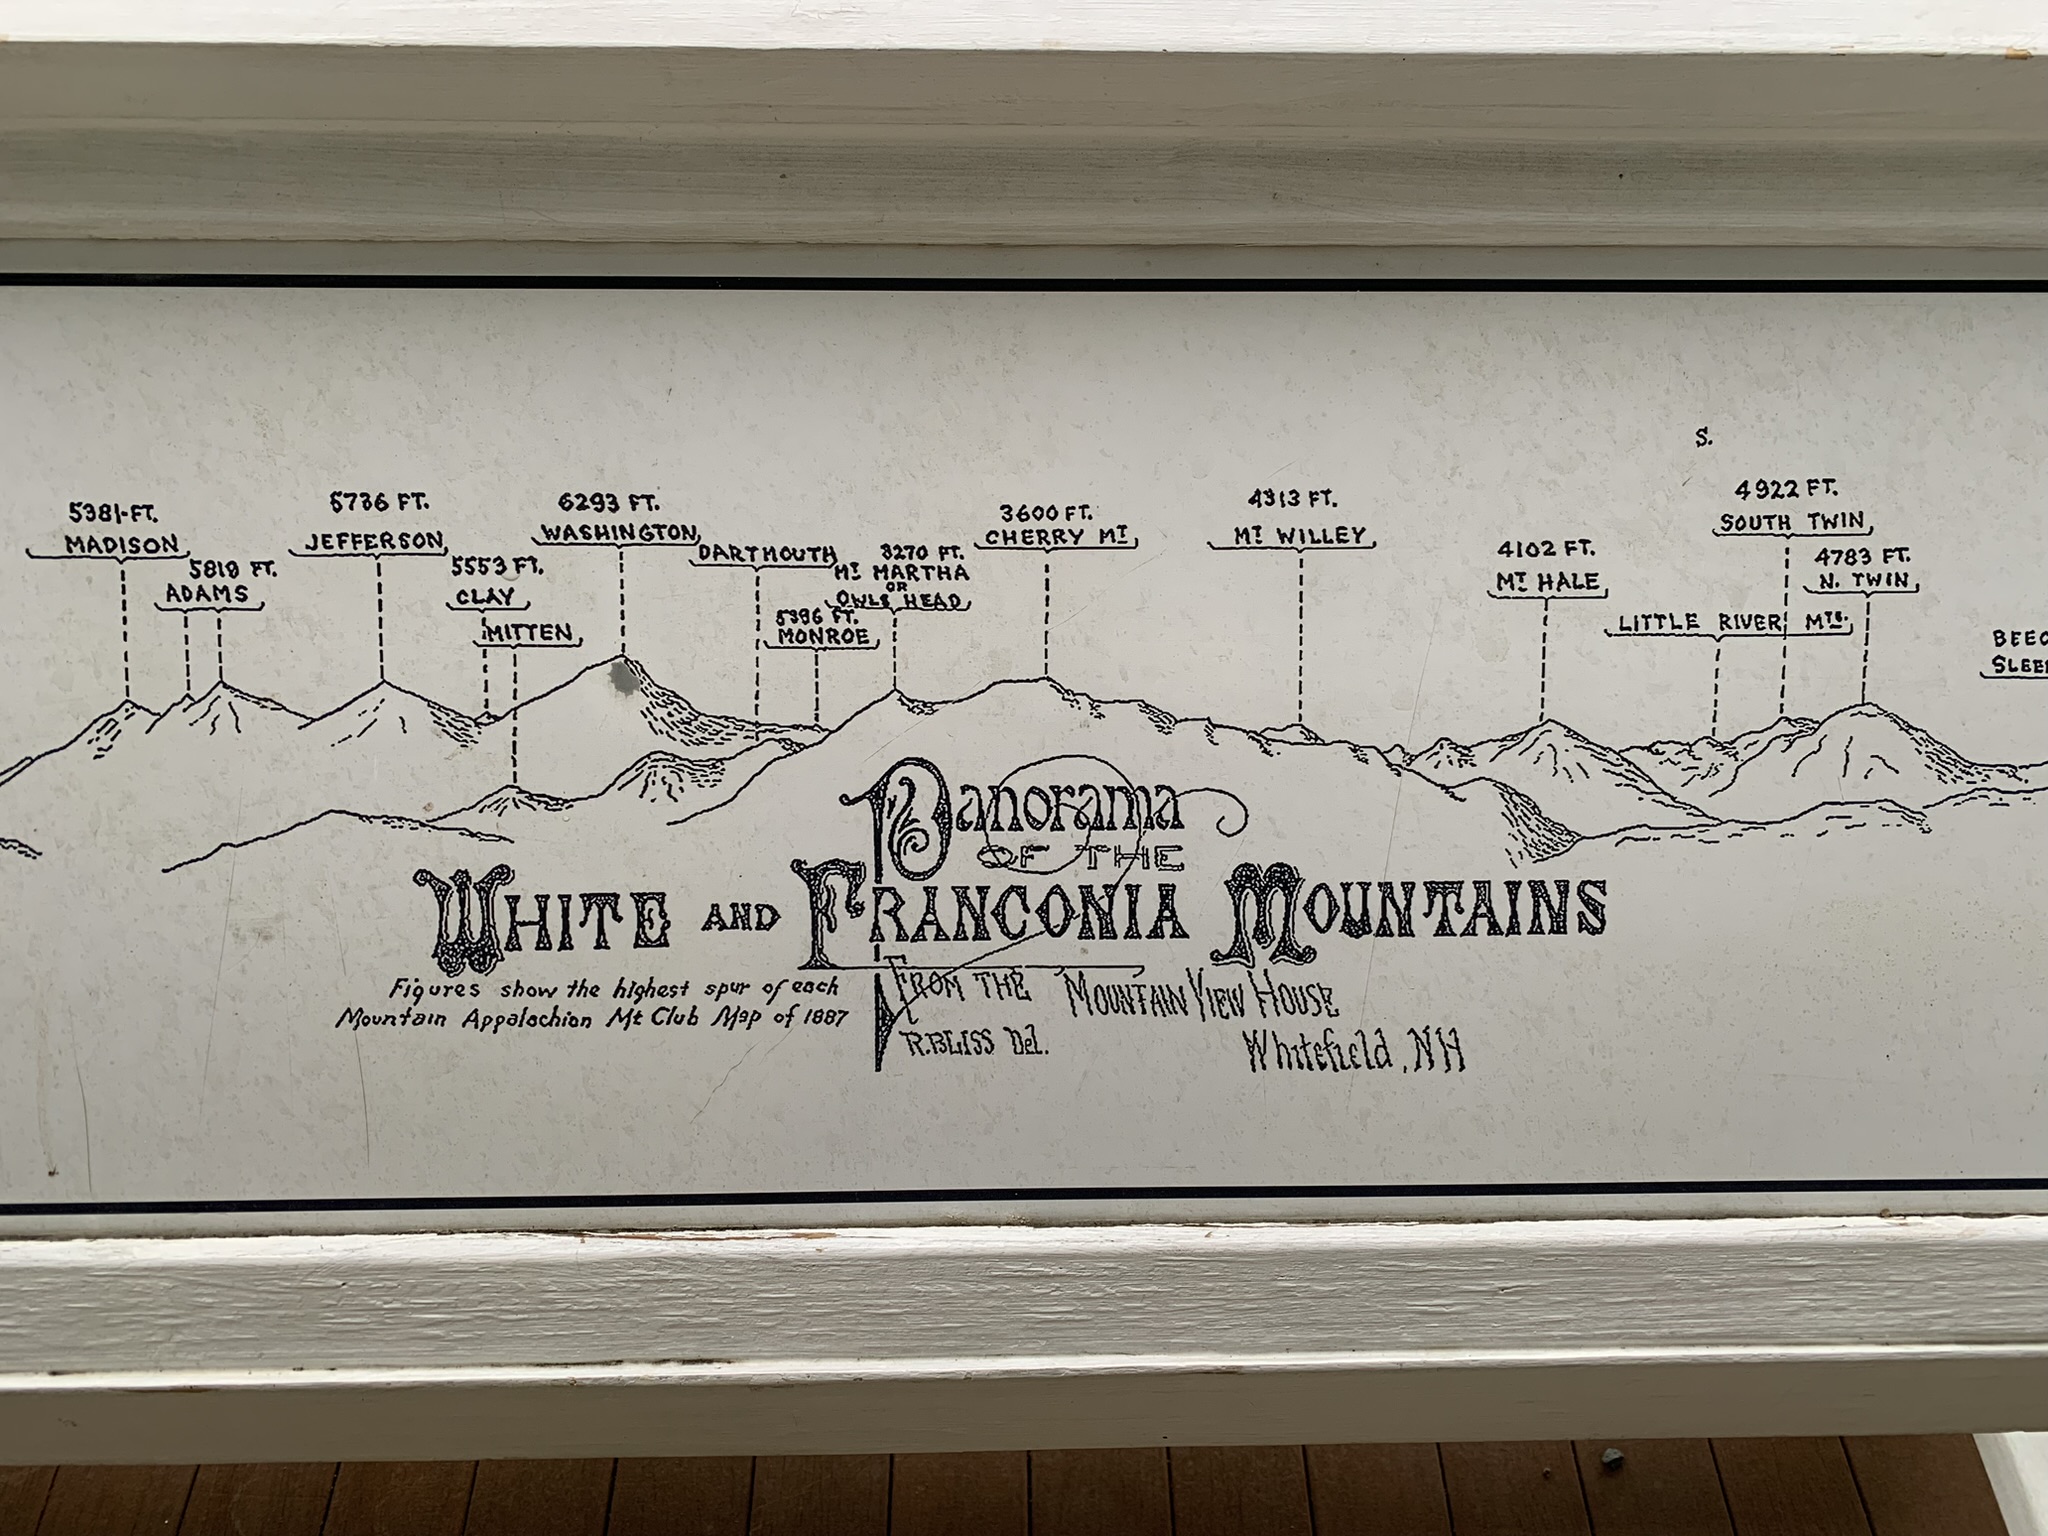 S.
5381 FT.
MADISON
5819 FT.
ADAMS
5736 FT.
JEFFERSON
5553 FT.
CLAY
MITTEN
6293 FT.
WASHINGTON
DARTMOUTH
5396 FT.
MONROE
3270 FT.
MT MARTHA
OR
OWLS HEAD
3600 FT.
CHERRY MT
4313 FT.
MT WILLEY
4102 FT.
MT HALE
LITTLE RIVER MTS.
4922 FT.
SOUTH TWIN
4783 FT.
N. TWIN
Panorama
OF THE
WHITE AND FRANCONIA MOUNTAINS
Figures show the highest spur of each
Mountain Appalachian Mt Club Map of 1887
FROM THE MOUNTAIN VIEW HOUSE
R. BLISS Del.
Whitefield, NH